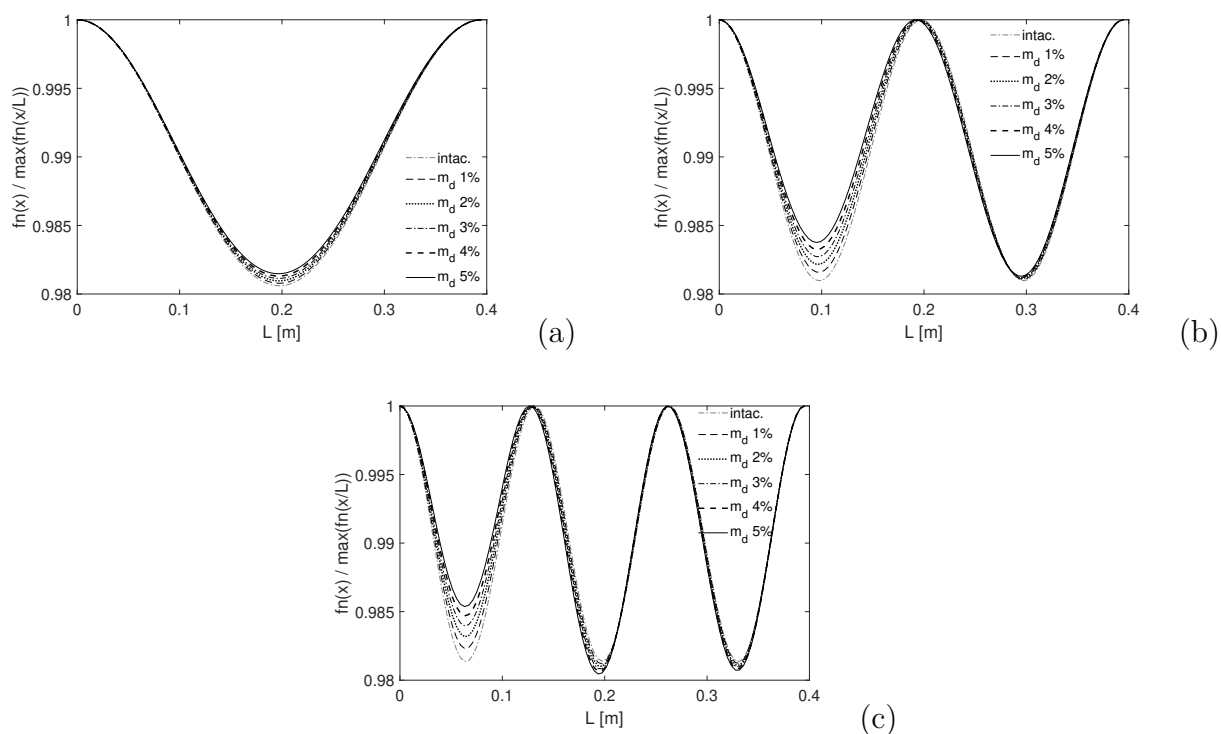 fn(x) / max(fn(x/L))
1
0.995
0.99
0.985
0.98
0 0.1 0.2 0.3 0.4
L [m]
intac.
m_d 1%
m_d 2%
m_d 3%
m_d 4%
m_d 5%
(a)
fn(x) / max(fn(x/L))
1
0.995
0.99
0.985
0.98
0 0.1 0.2 0.3 0.4
L [m]
intac.
m_d 1%
m_d 2%
m_d 3%
m_d 4%
m_d 5%
(b)
fn(x) / max(fn(x/L))
1
0.995
0.99
0.985
0.98
0 0.1 0.2 0.3 0.4
L [m]
intac.
m_d 1%
m_d 2%
m_d 3%
m_d 4%
m_d 5%
(c)